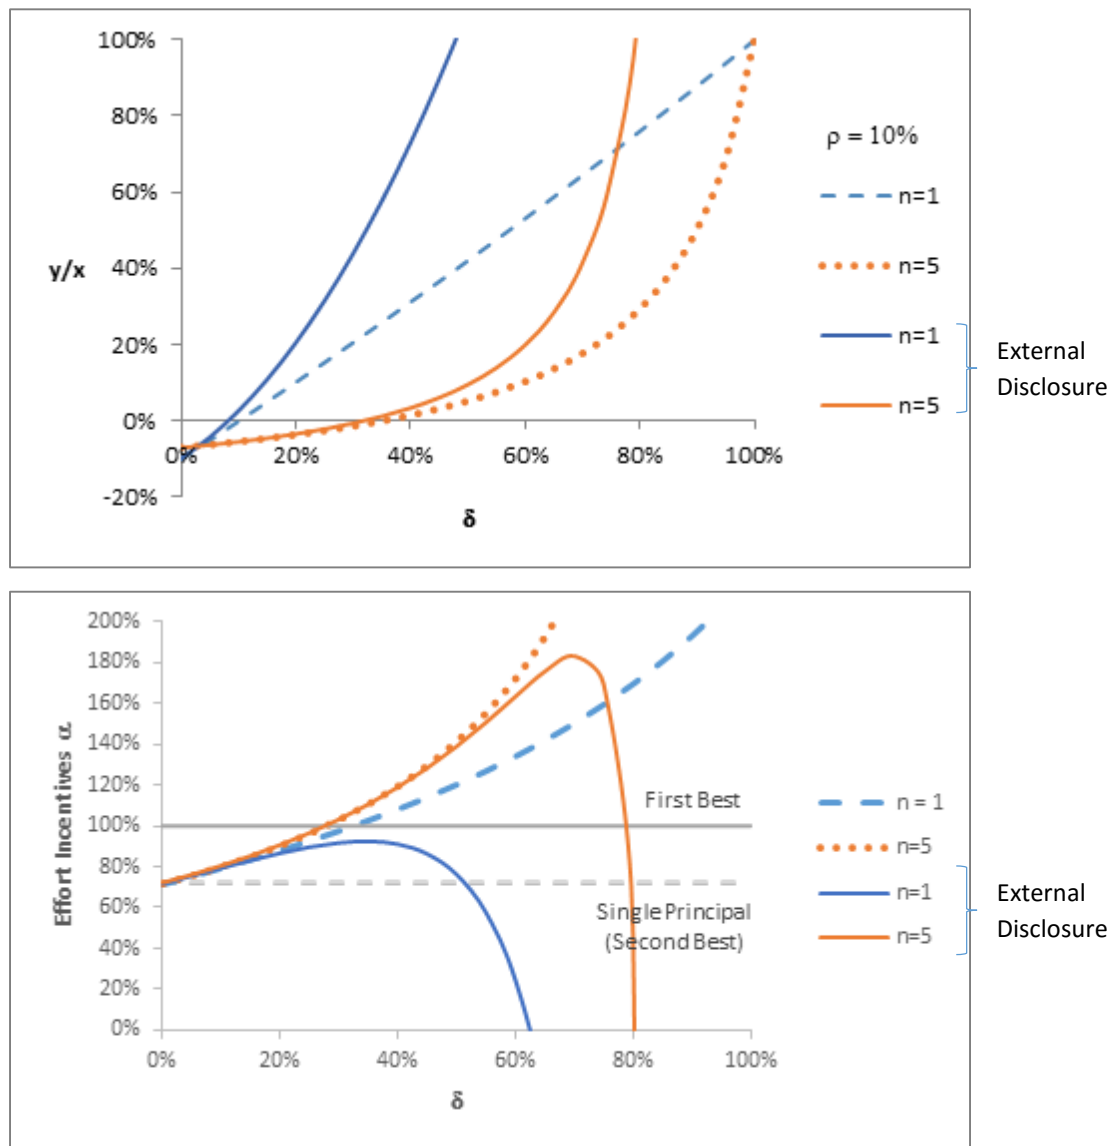 100%
80%
60%
40%
20%
0%
-20%
y/x
0% 20% 40% 60% 80% 100%
δ
ρ = 10%
n=1
n=5
n=1
n=5
External
Disclosure
200%
180%
160%
140%
120%
100%
80%
60%
40%
20%
0%
Effort Incentives α
0% 20% 40% 60% 80% 100%
δ
First Best
Single Principal
(Second Best)
n = 1
n=5
n=1
n=5
External
Disclosure